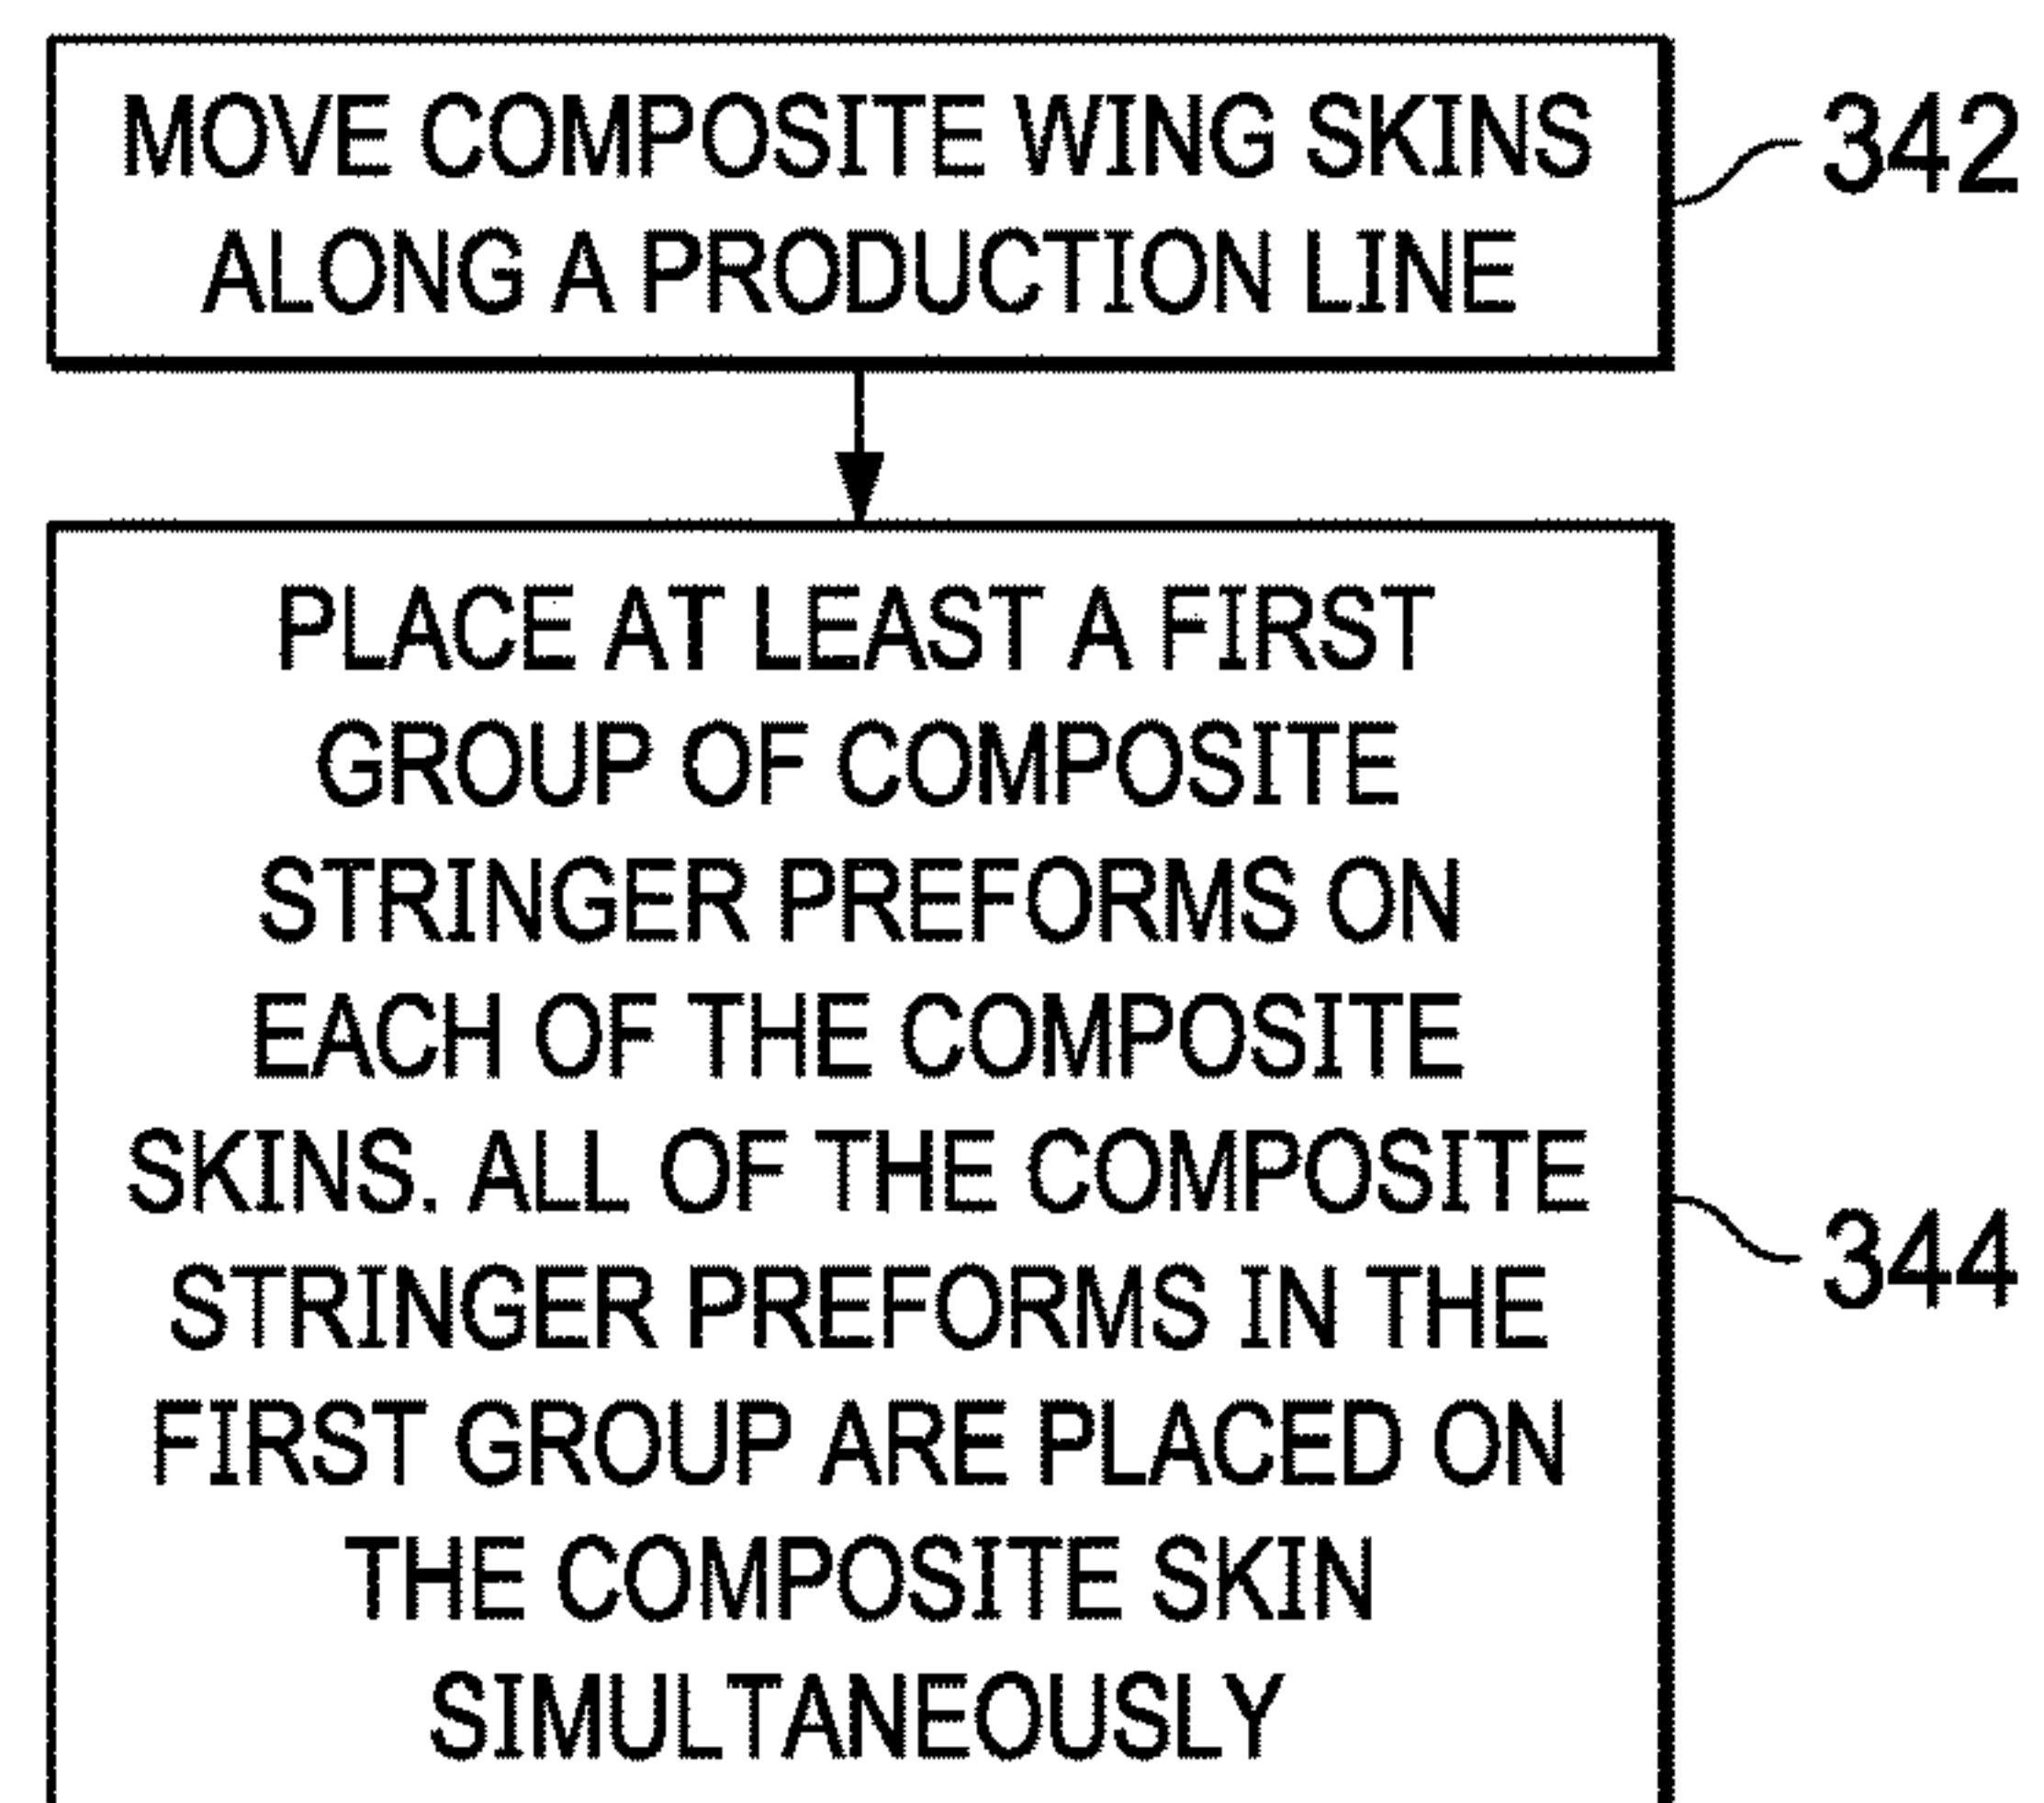 MOVE COMPOSITE WING SKINS
ALONG A PRODUCTION LINE
342
PLACE AT LEAST A FIRST
GROUP OF COMPOSITE
STRINGER PREFORMS ON
EACH OF THE COMPOSITE
SKINS. ALL OF THE COMPOSITE
STRINGER PREFORMS IN THE
FIRST GROUP ARE PLACED ON
THE COMPOSITE SKIN
SIMULTANEOUSLY
344